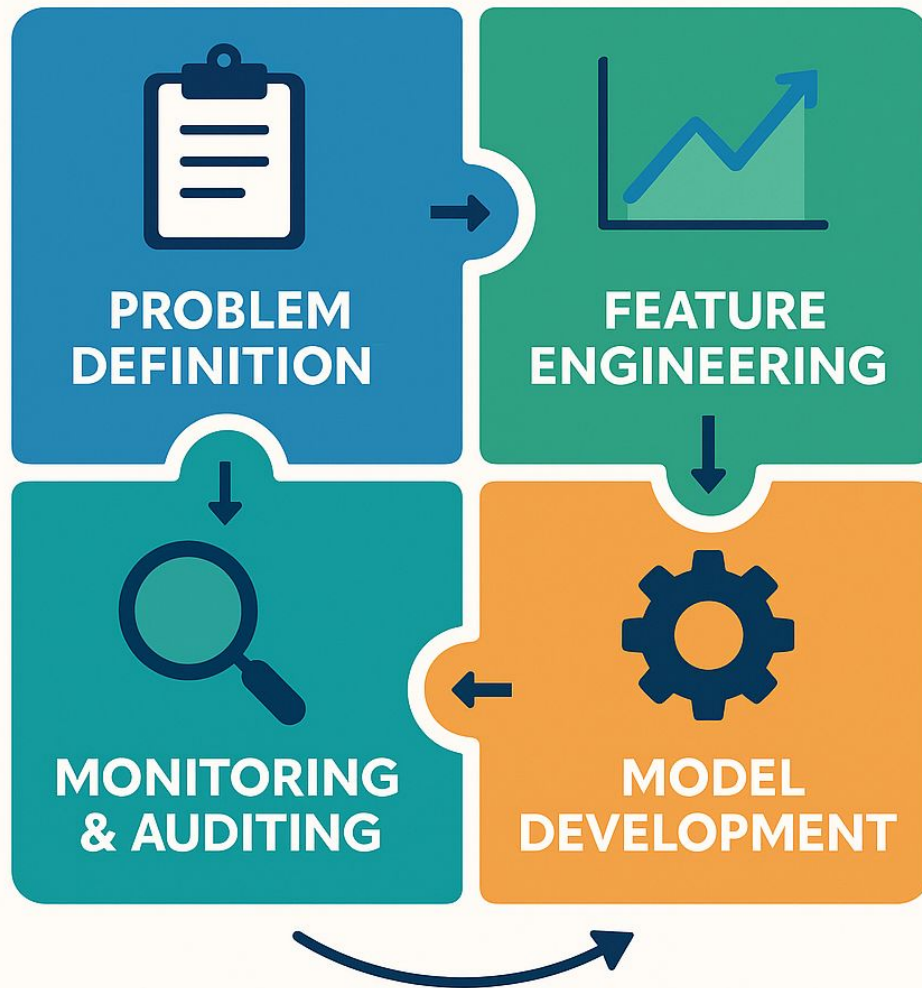 PROBLEM
DEFINITION
FEATURE
ENGINEERING
MONITORING
& AUDITING
MODEL
DEVELOPMENT